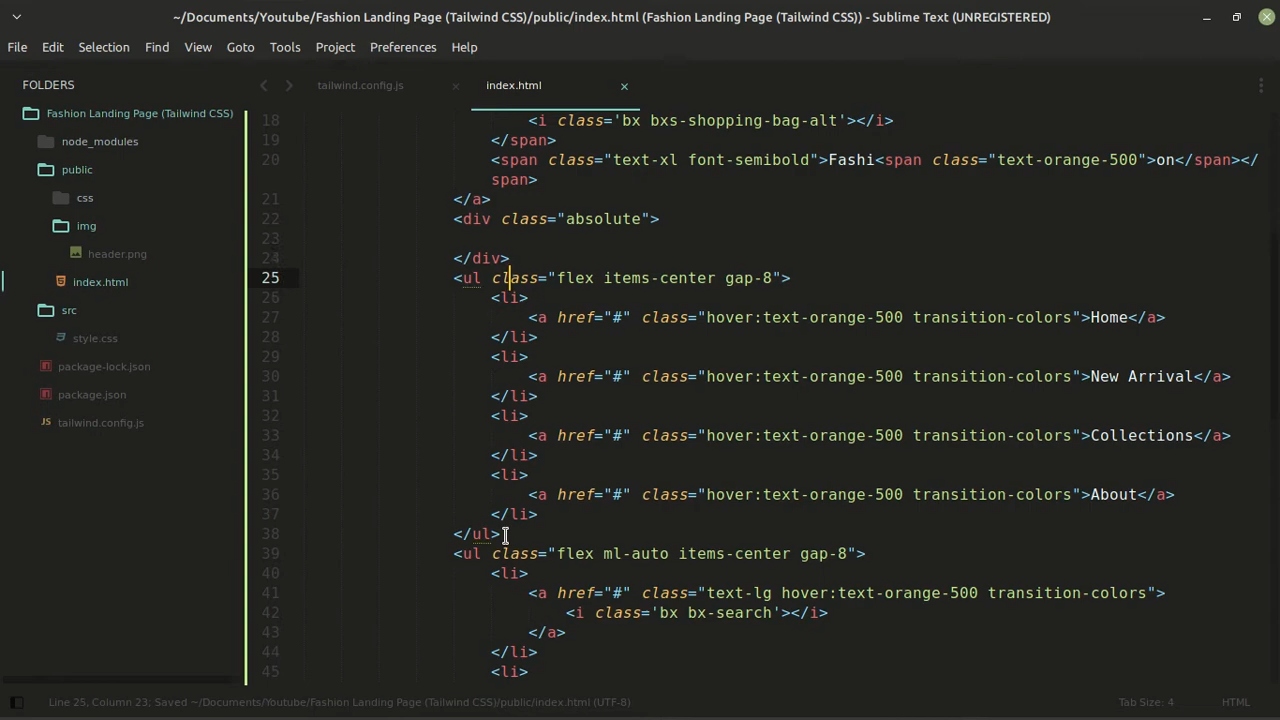 ~/Documents/Youtube/Fashion Landing Page (Tailwind CSS)/public/index.html (Fashion Landing Page (Tailwind CSS)) - Sublime Text (UNREGISTERED)
File Edit Selection Find View Goto Tools Project Preferences Help
FOLDERS
Fashion Landing Page (Tailwind CSS)
node_modules
public
css
img
header.png
index.html
src
style.css
package-lock.json
package.json
JS tailwind.config.js
tailwind.config.js × index.html ×
18 <i class='bx bxs-shopping-bag-alt'></i>
19 </span>
20 <span class="text-xl font-semibold">Fashi<span class="text-orange-500">on</span></
span>
21 </a>
22 <div class="absolute">
23
24 </div>
25 <ul class="flex items-center gap-8">
26 <li>
27 <a href="#" class="hover:text-orange-500 transition-colors">Home</a>
28 </li>
29 <li>
30 <a href="#" class="hover:text-orange-500 transition-colors">New Arrival</a>
31 </li>
32 <li>
33 <a href="#" class="hover:text-orange-500 transition-colors">Collections</a>
34 </li>
35 <li>
36 <a href="#" class="hover:text-orange-500 transition-colors">About</a>
37 </li>
38 </ul>
39 <ul class="flex ml-auto items-center gap-8">
40 <li>
41 <a href="#" class="text-lg hover:text-orange-500 transition-colors">
42 <i class='bx bx-search'></i>
43 </a>
44 </li>
45 <li>
Line 25, Column 23; Saved ~/Documents/Youtube/Fashion Landing Page (Tailwind CSS)/public/index.html (UTF-8) Tab Size: 4 HTML